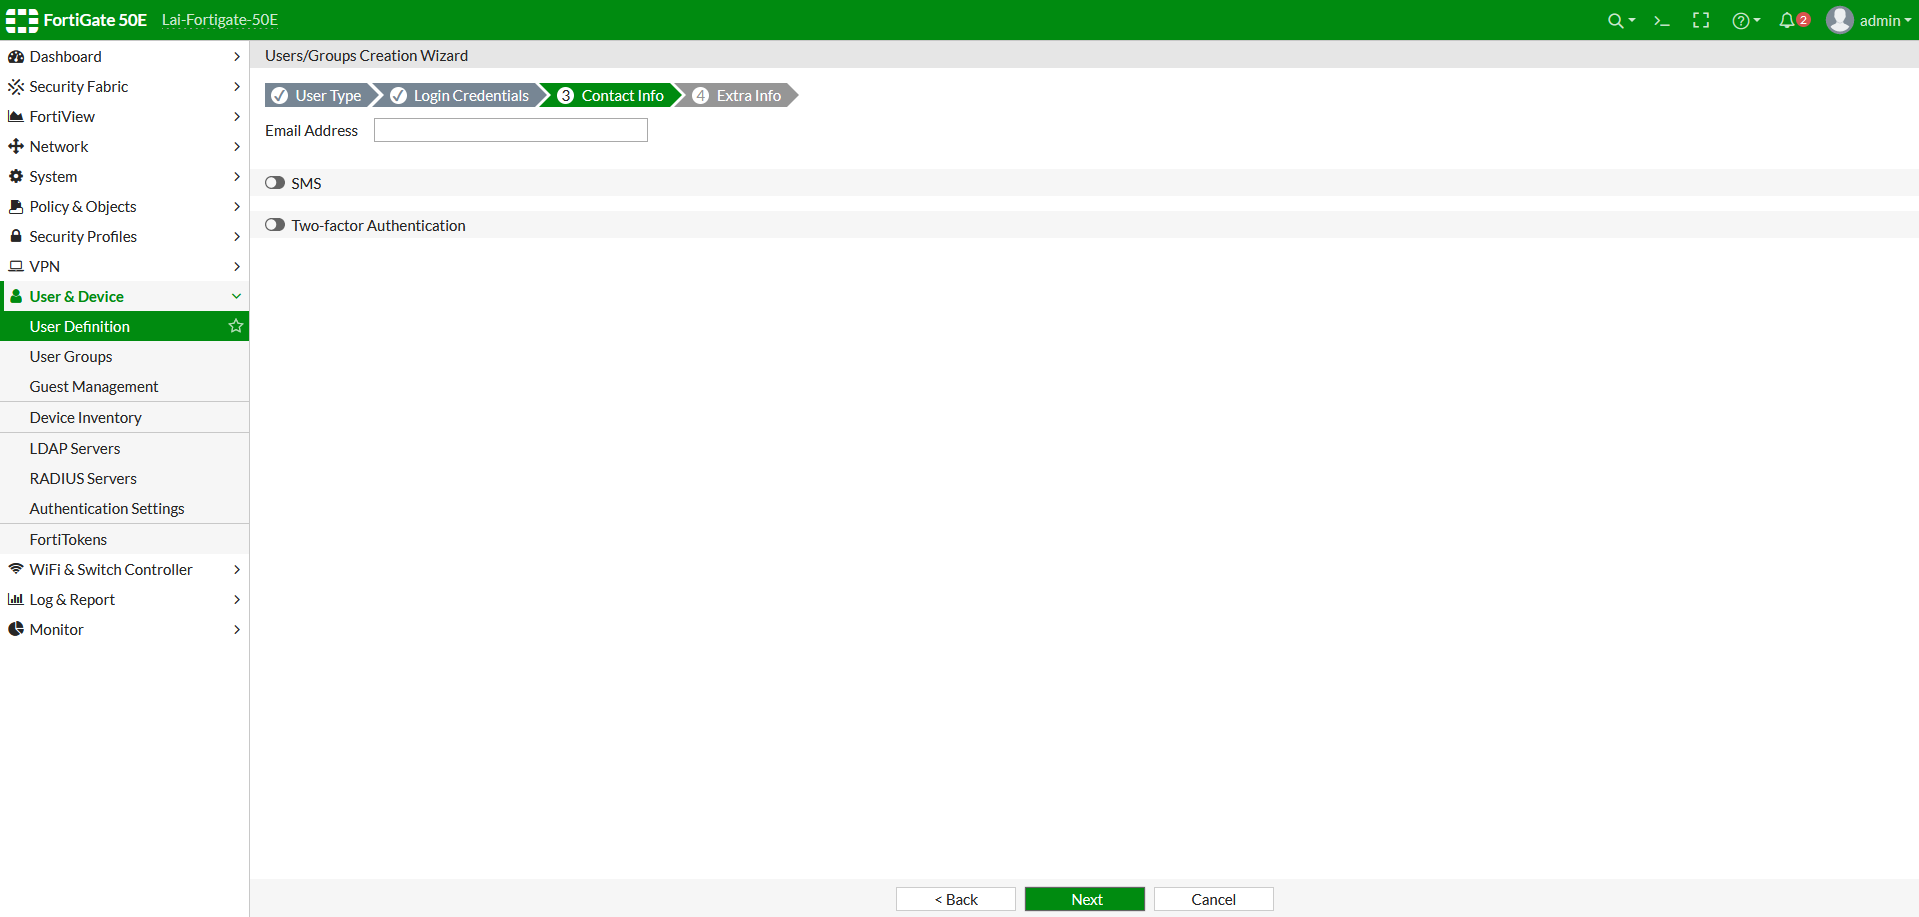 FortiGate 50E Lai-Fortigate-50E 2 admin
Dashboard
Security Fabric
FortiView
Network
System
Policy & Objects
Security Profiles
VPN
User & Device
User Definition
User Groups
Guest Management
Device Inventory
LDAP Servers
RADIUS Servers
Authentication Settings
FortiTokens
WiFi & Switch Controller
Log & Report
Monitor
Users/Groups Creation Wizard
User Type Login Credentials 3 Contact Info 4 Extra Info
Email Address
SMS
Two-factor Authentication
< Back Next Cancel